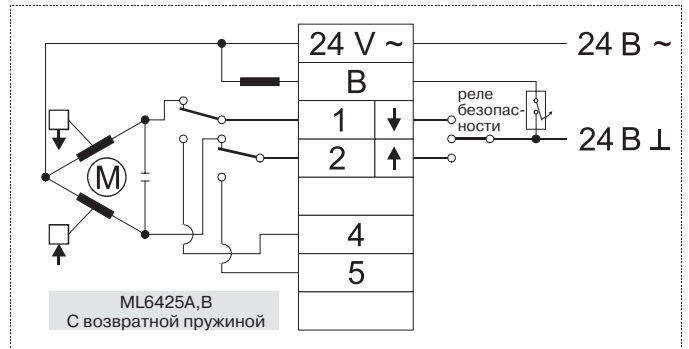 24 V ~
24 В ~
B
1
2
4
5
реле
безопас-
ности
24 В ⊥
M
ML6425A,B
С возвратной пружиной